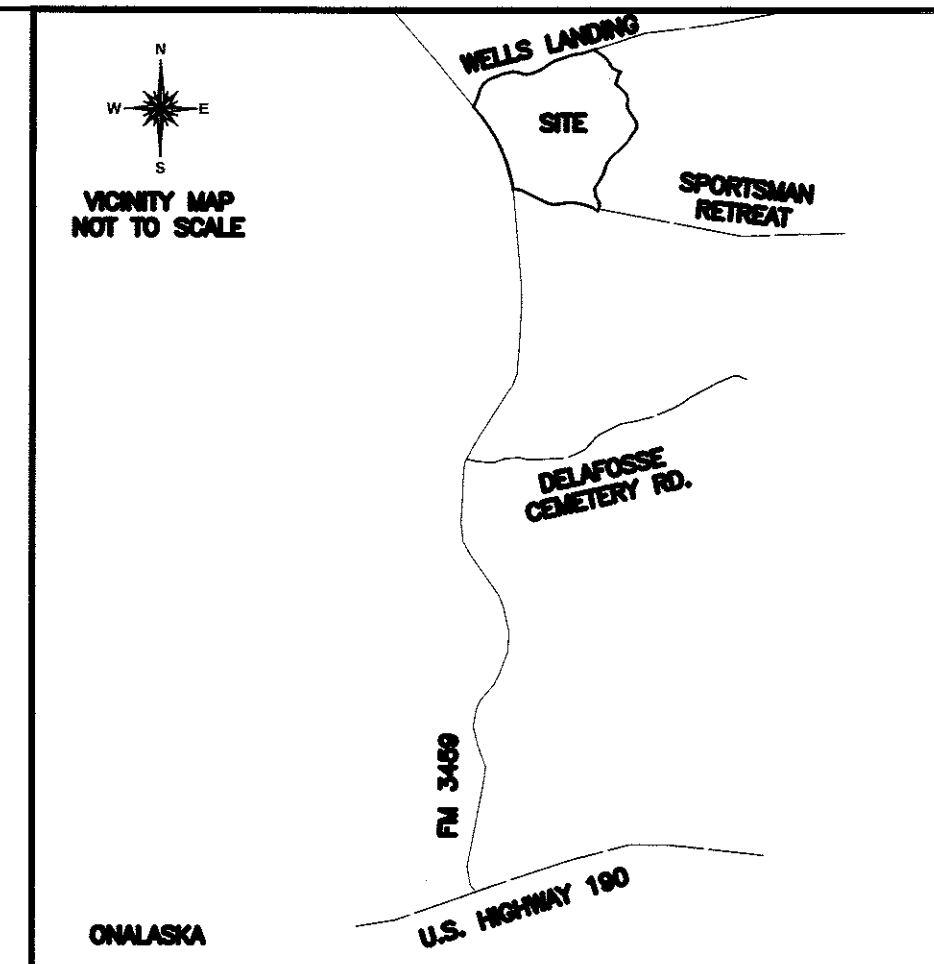 WELLS LANDING
N
W
E
S
SITE
VICINITY MAP
NOT TO SCALE
SPORTSMAN
RETREAT
DELAFOSSE
CEMETERY RD.
FM 3459
U.S. HIGHWAY 190
ONALASKA